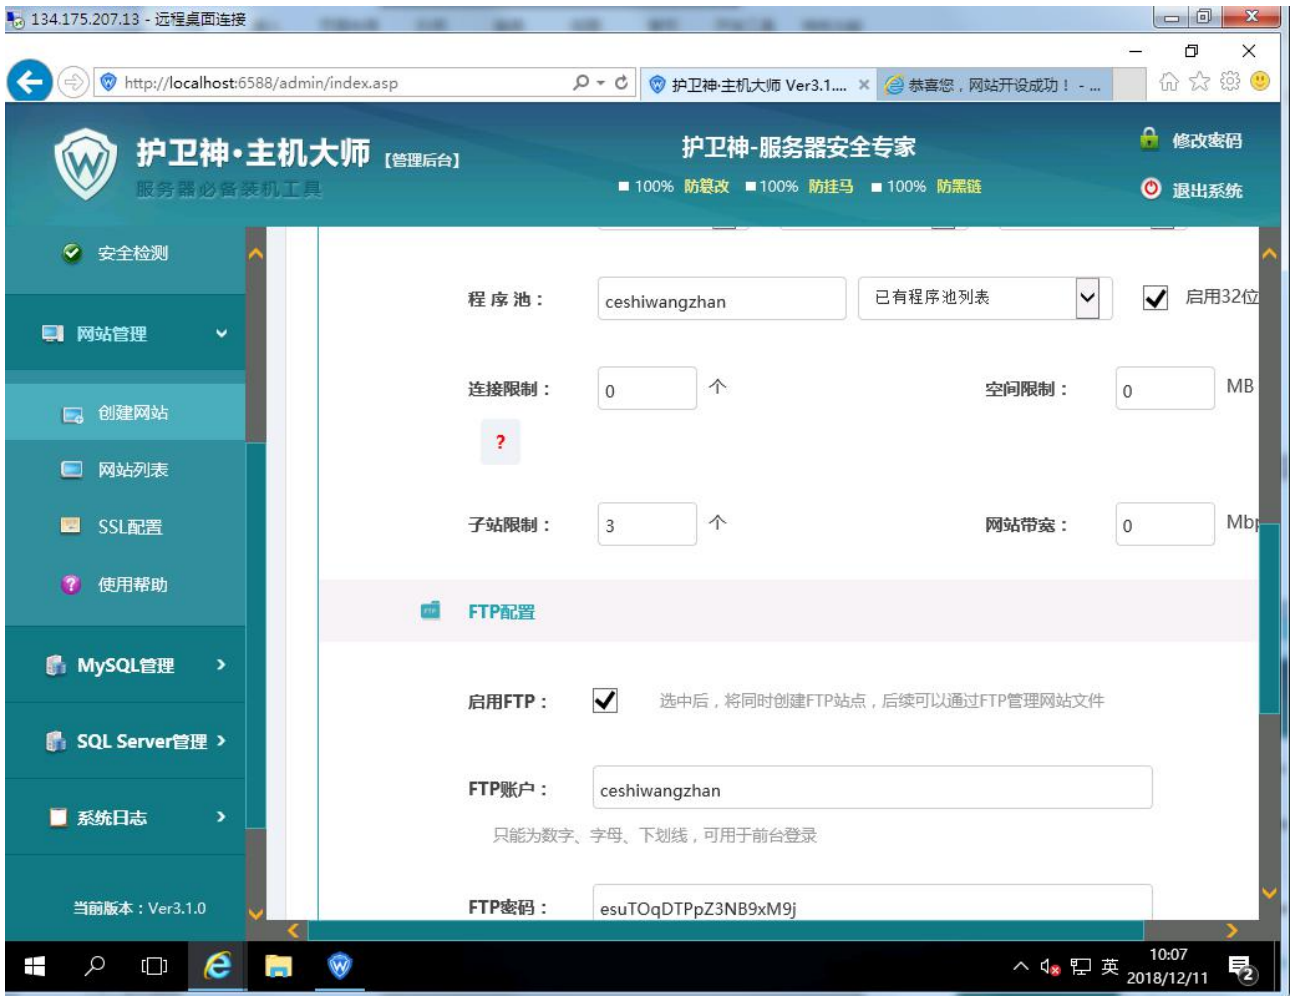 134.175.207.13 - 远程桌面连接
http://localhost:6588/admin/index.asp
护卫神·主机大师 Ver3.1....
恭喜您，网站开设成功！ - ...
护卫神·主机大师 【管理后台】
服务器必备装机工具
护卫神-服务器安全专家
100% 防篡改 100% 防挂马 100% 防黑链
修改密码
退出系统
安全检测
网站管理
创建网站
网站列表
SSL配置
使用帮助
MySQL管理
SQL Server管理
系统日志
当前版本：Ver3.1.0
程 序 池： ceshiwangzhan 已有程序池列表 启用32位
连接限制： 0 个 空间限制： 0 MB
?
子站限制： 3 个 网站带宽： 0 Mbp
FTP配置
启用FTP： 选中后，将同时创建FTP站点，后续可以通过FTP管理网站文件
FTP账户： ceshiwangzhan
只能为数字、字母、下划线，可用于前台登录
FTP密码： esuTOqDTPpZ3NB9xM9j
英
10:07
2018/12/11
2